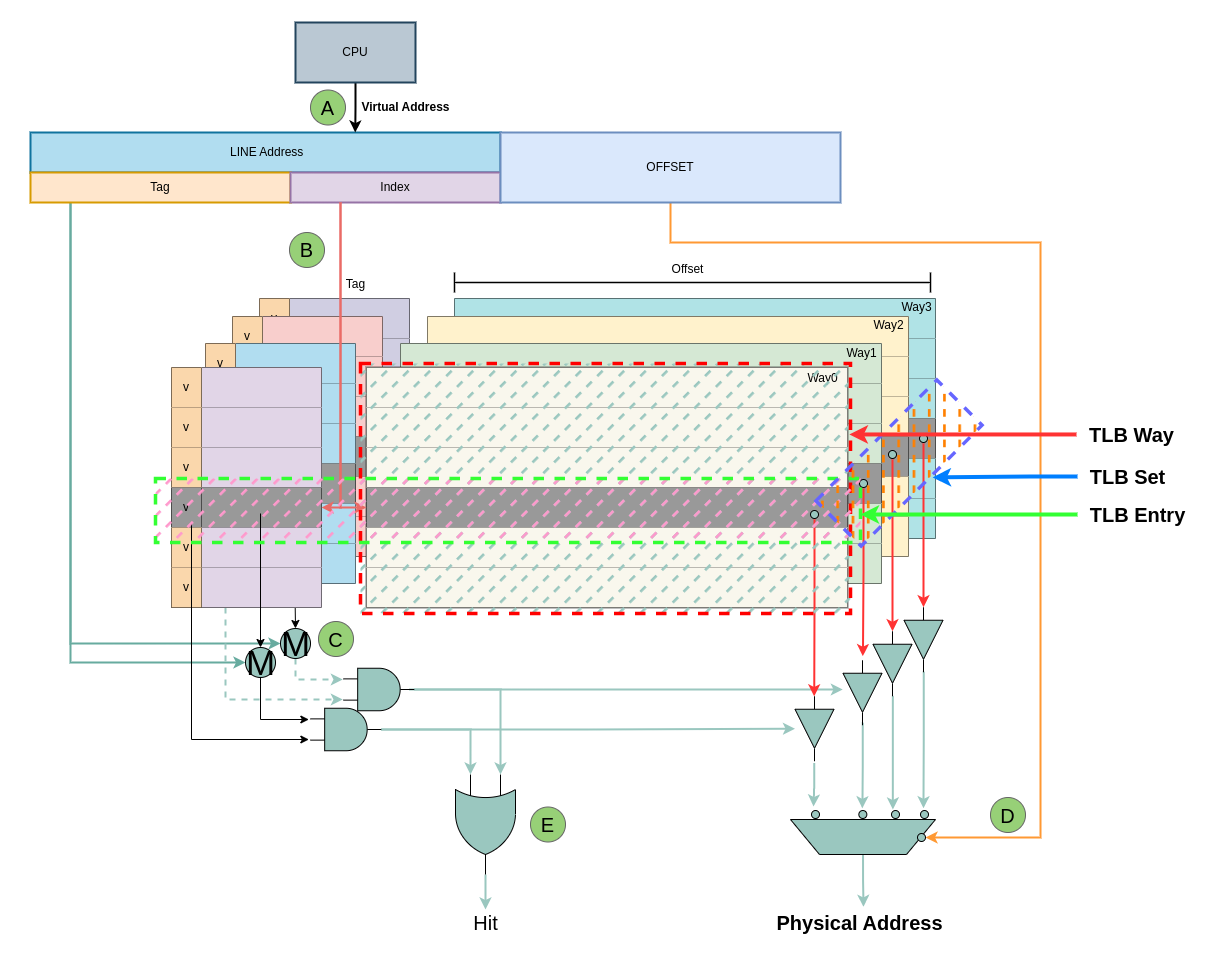 CPU
A
Virtual Address
LINE Address
OFFSET
Tag
Index
B
Offset
Tag
Way3
Way2
v
Way1
v
Way0
v
v
v
v
v
v
TLB Way
TLB Set
TLB Entry
M
M
C
D
E
Hit
Physical Address